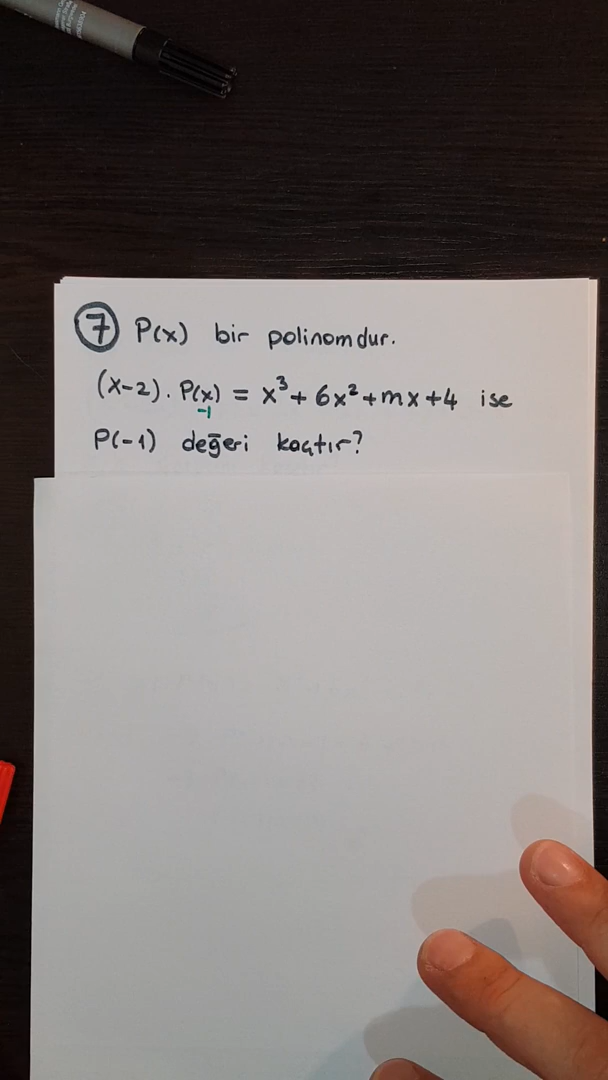 7 P(x) bir polinomdur.
(x-2). P(x) = x³ + 6x² + mx + 4 ise
-1
P(-1) değeri kaçtır?